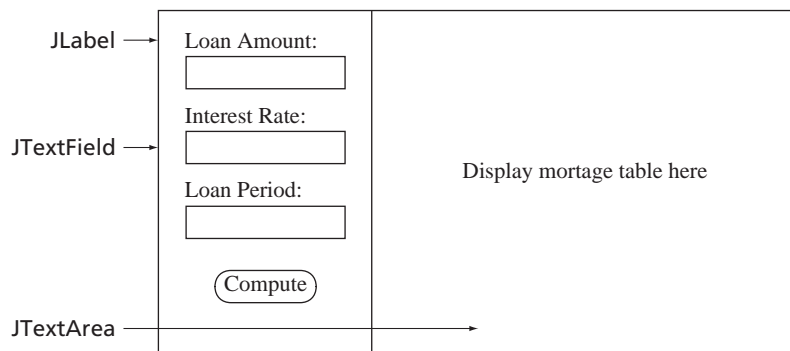 JLabel
Loan Amount:
Interest Rate:
JTextField
Loan Period:
Compute
JTextArea
Display mortage table here